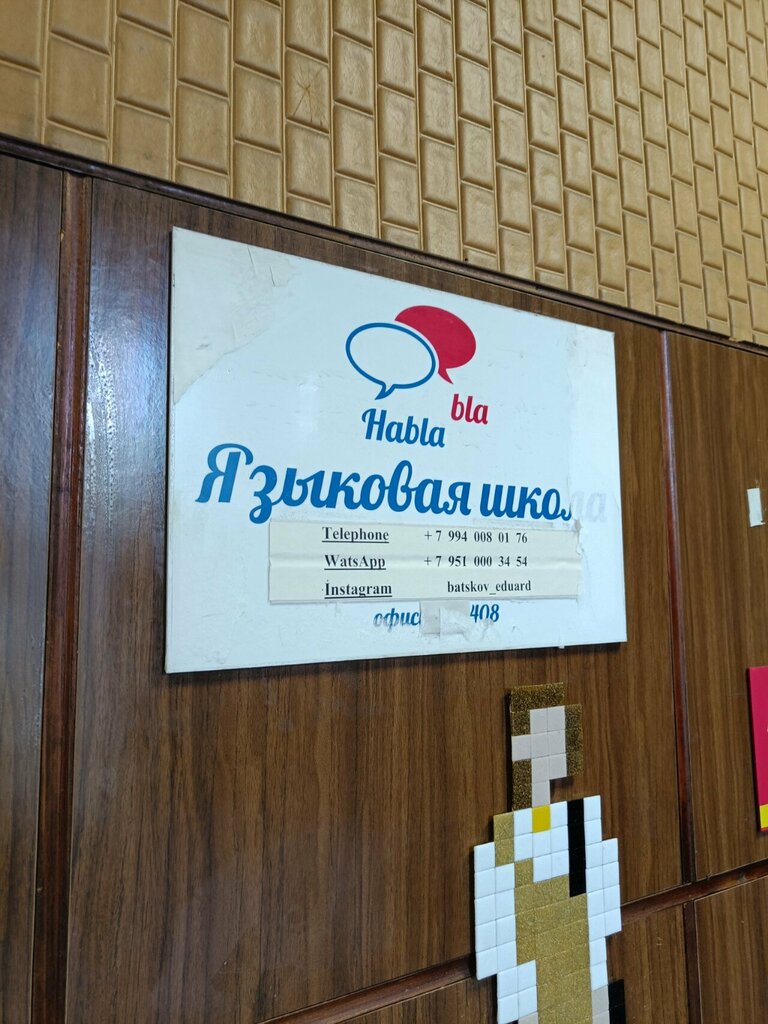 bla
Habla
Языковая школа
Telephone +7 994 008 01 76
WatsApp +7 951 000 34 54
İnstagram batskov_eduard
офис 408